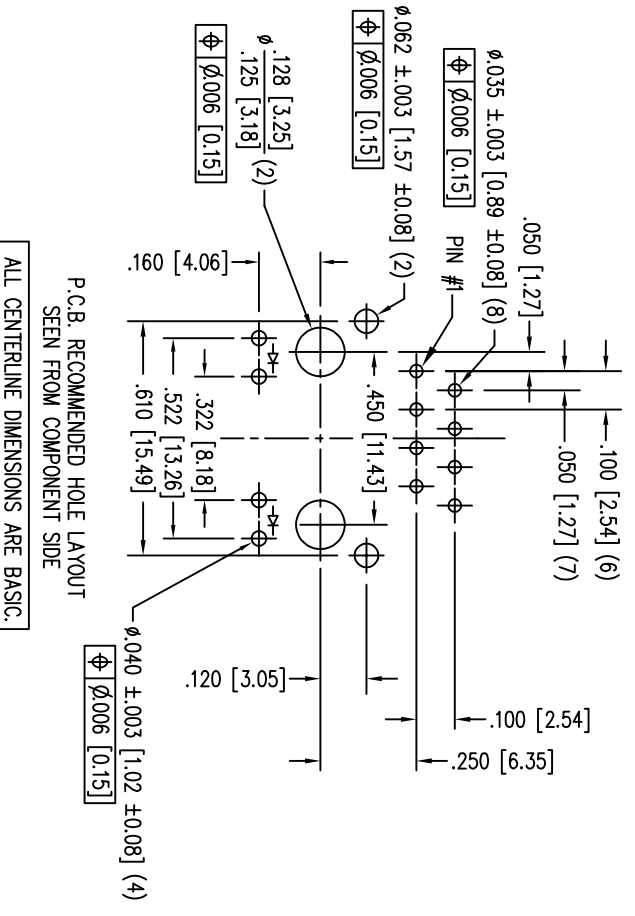 .100 [2.54] (6)
.050 [1.27] (7)
.050 [1.27]
ø.035 ±.003 [0.89 ±0.08] (8)
⌖ Ø.006 [0.15]
PIN #1
ø.062 ±.003 [1.57 ±0.08] (2)
⌖ Ø.006 [0.15]
ø .128 [3.25]
.125 [3.18] (2)
⌖ Ø.006 [0.15]
.100 [2.54]
.250 [6.35]
.120 [3.05]
.160 [4.06]
.450 [11.43]
.322 [8.18]
.522 [13.26]
.610 [15.49]
ø.040 ±.003 [1.02 ±0.08] (4)
⌖ Ø.006 [0.15]
P.C.B. RECOMMENDED HOLE LAYOUT
SEEN FROM COMPONENT SIDE
ALL CENTERLINE DIMENSIONS ARE BASIC.